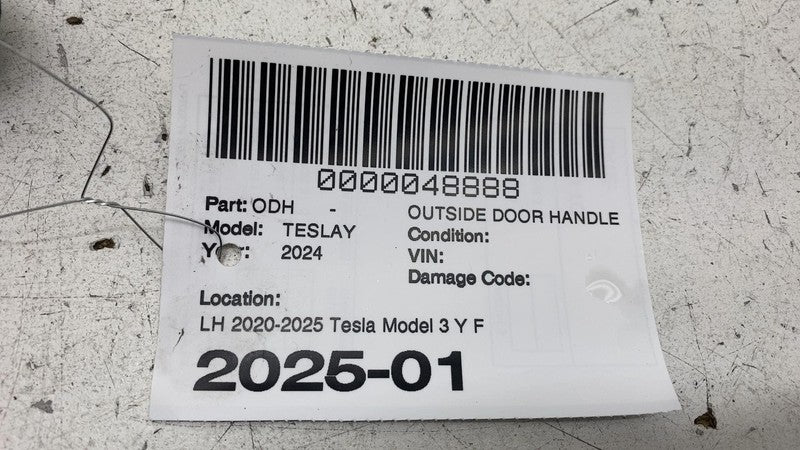 0000048888
Part: ODH - OUTSIDE DOOR HANDLE
Model: TESLAY Condition:
Year: 2024 VIN:
Damage Code:
Location:
LH 2020-2025 Tesla Model 3 Y F
2025-01